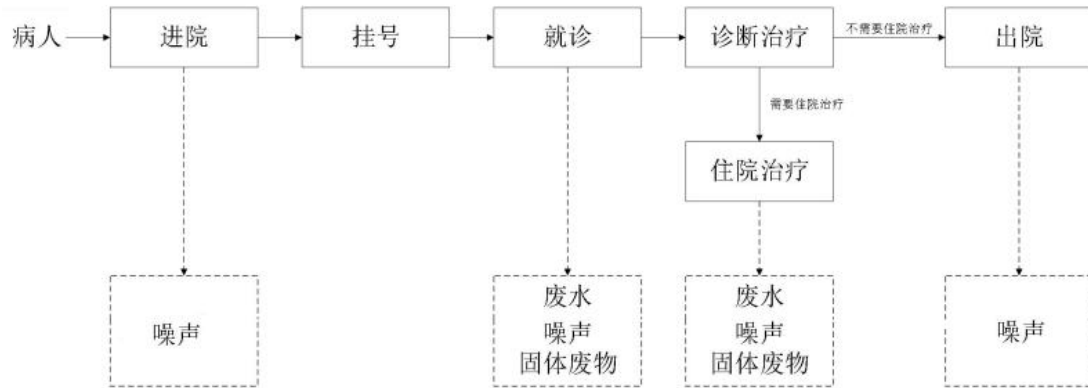 病人
进院
挂号
就诊
诊断治疗
不需要住院治疗
出院
需要住院治疗
住院治疗
噪声
废水
噪声
固体废物
废水
噪声
固体废物
噪声